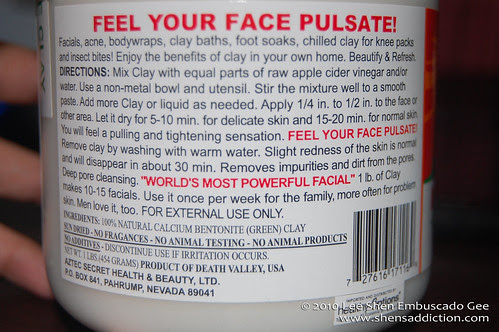 FEEL YOUR FACE PULSATE!
Facials, acne, bodywraps, clay baths, foot soaks, chilled clay for knee packs
and insect bites! Enjoy the benefits of clay in your own home. Beautify & Refresh.
DIRECTIONS: Mix Clay with equal parts of raw apple cider vinegar and/or
water. Use a non-metal bowl and utensil. Stir the mixture well to a smooth
paste. Add more Clay or liquid as needed. Apply 1/4 in. to 1/2 in. to the face or
other area. Let it dry for 5-10 min. for delicate skin and 15-20 min. for normal skin.
You will feel a pulling and tightening sensation. FEEL YOUR FACE PULSATE!
Remove clay by washing with warm water. Slight redness of the skin is normal
and will disappear in about 30 min. Removes impurities and dirt from the pores.
Deep pore cleansing. "WORLD'S MOST POWERFUL FACIAL" 1 lb. of Clay
makes 10-15 facials. Use it once per week for the family, more often for problem
skin. Men love it, too. FOR EXTERNAL USE ONLY.
INGREDIENTS: 100% NATURAL CALCIUM BENTONITE (GREEN) CLAY
SUN DRIED - NO FRAGANCES - NO ANIMAL TESTING - NO ANIMAL PRODUCTS
NO ADDITIVES - DISCONTINUE USE IF IRRITATION OCCURS.
NET WT. 1 LBS (454 GRAMS) PRODUCT OF DEATH VALLEY, USA
AZTEC SECRET HEALTH & BEAUTY, LTD.
P.O. BOX 841, PAHRUMP, NEVADA 89041
7 27616 17116
© 2010 Lee Shen Embuscado Gee
www.shensaddiction.com